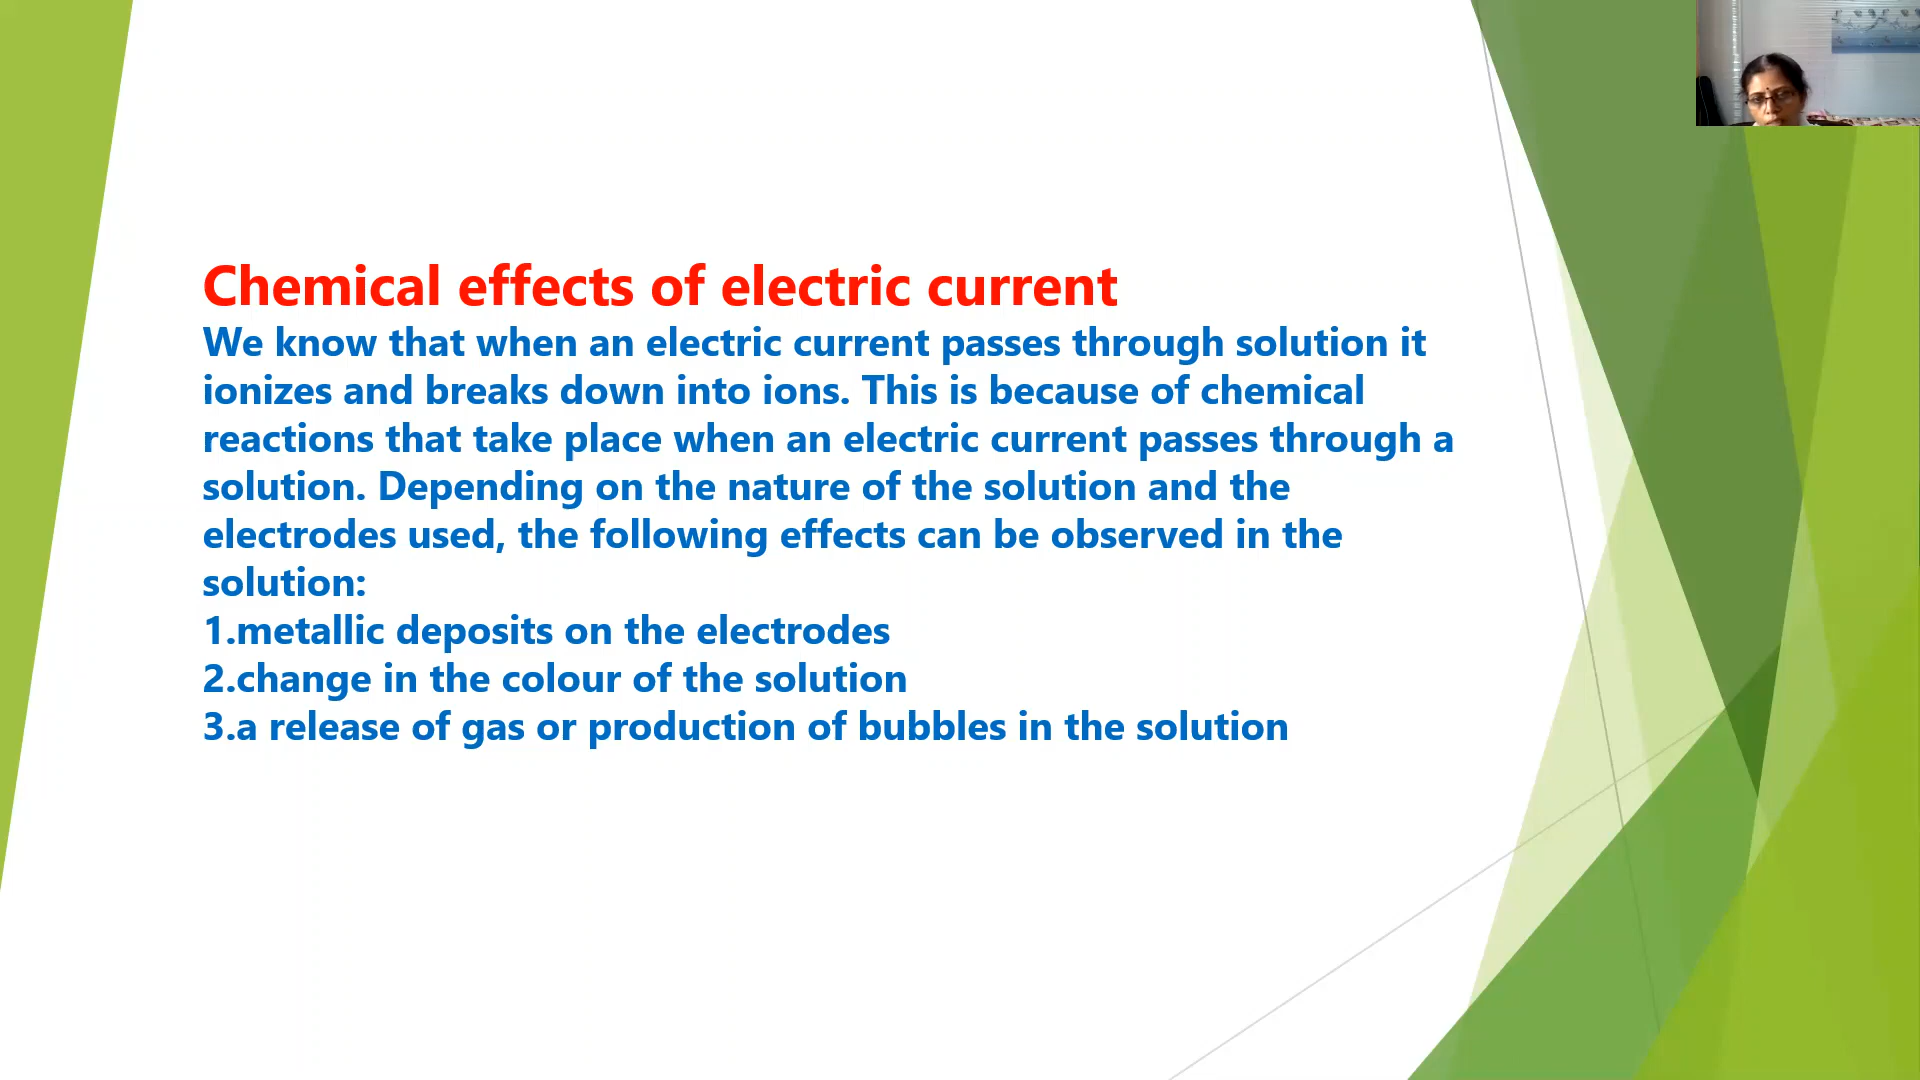 Chemical effects of electric current
We know that when an electric current passes through solution it
ionizes and breaks down into ions. This is because of chemical
reactions that take place when an electric current passes through a
solution. Depending on the nature of the solution and the
electrodes used, the following effects can be observed in the
solution:
1.metallic deposits on the electrodes
2.change in the colour of the solution
3.a release of gas or production of bubbles in the solution